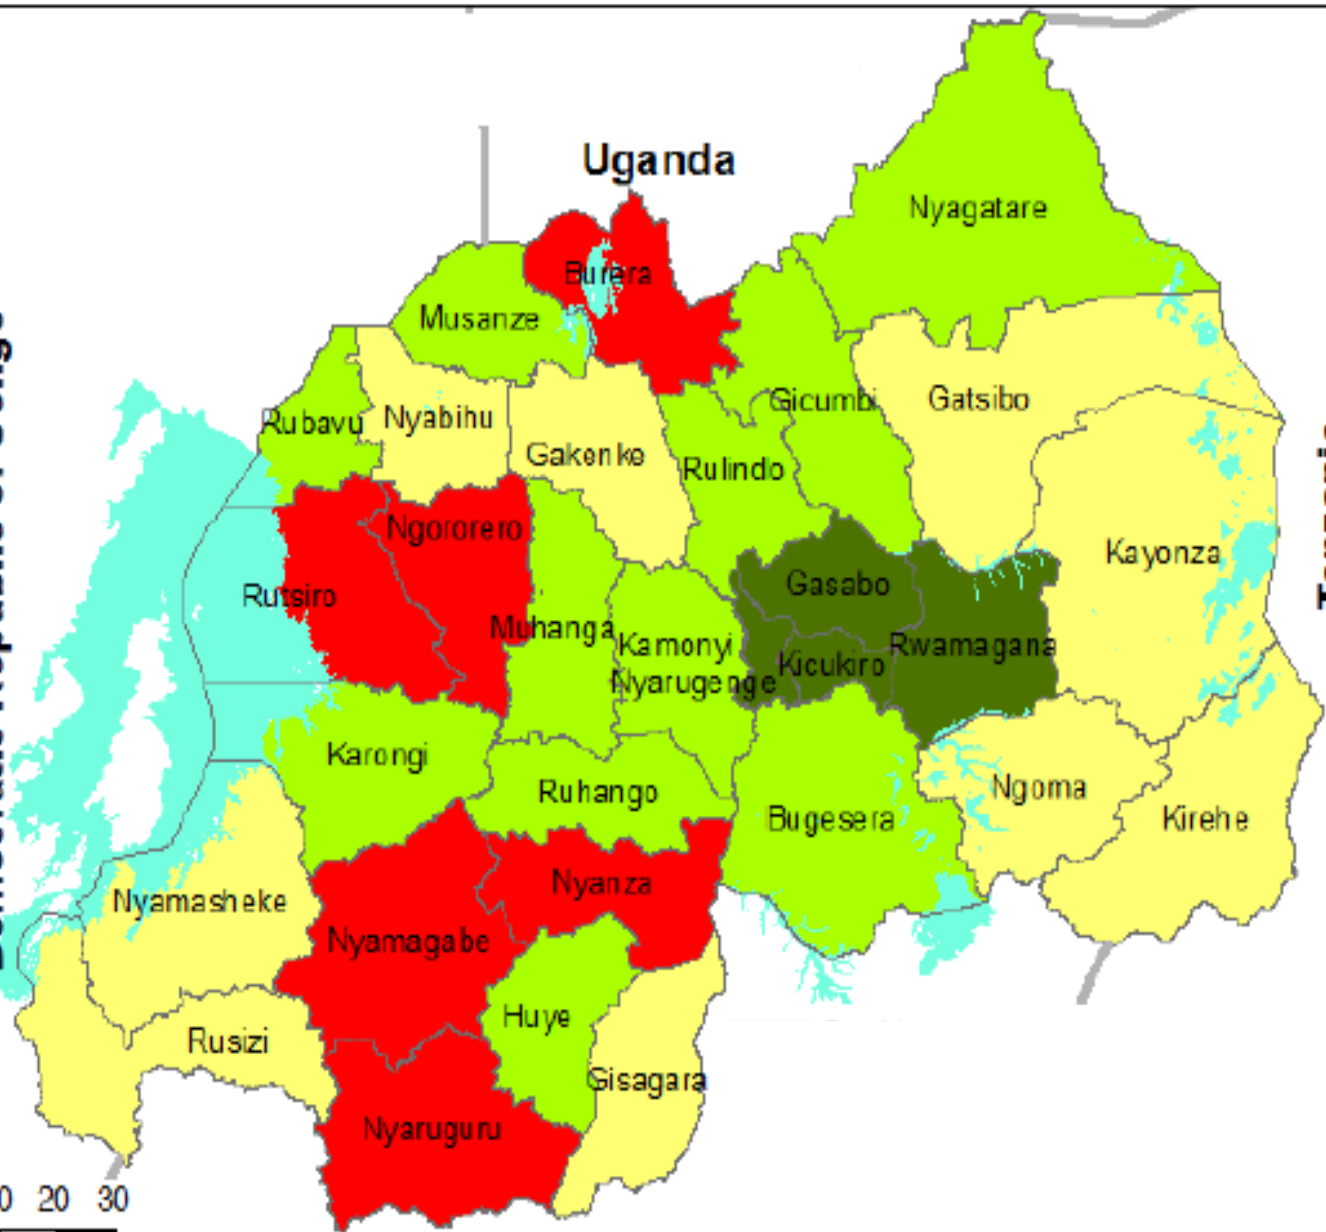 Uganda
Nyagatare
Burera
Musanze
Gicumbi
Gatsibo
Rubavu
Nyabihu
Gakenke
Rulindo
Ngororero
Kayonza
Gasabo
Rutsiro
Muhanga
Kamonyi
Rwamagana
Kicukiro
Nyarugenge
Karongi
Ruhango
Ngoma
Bugesera
Kirehe
Nyanza
Nyamasheke
Nyamagabe
Huye
Rusizi
Gisagara
Nyaruguru
0 20 30